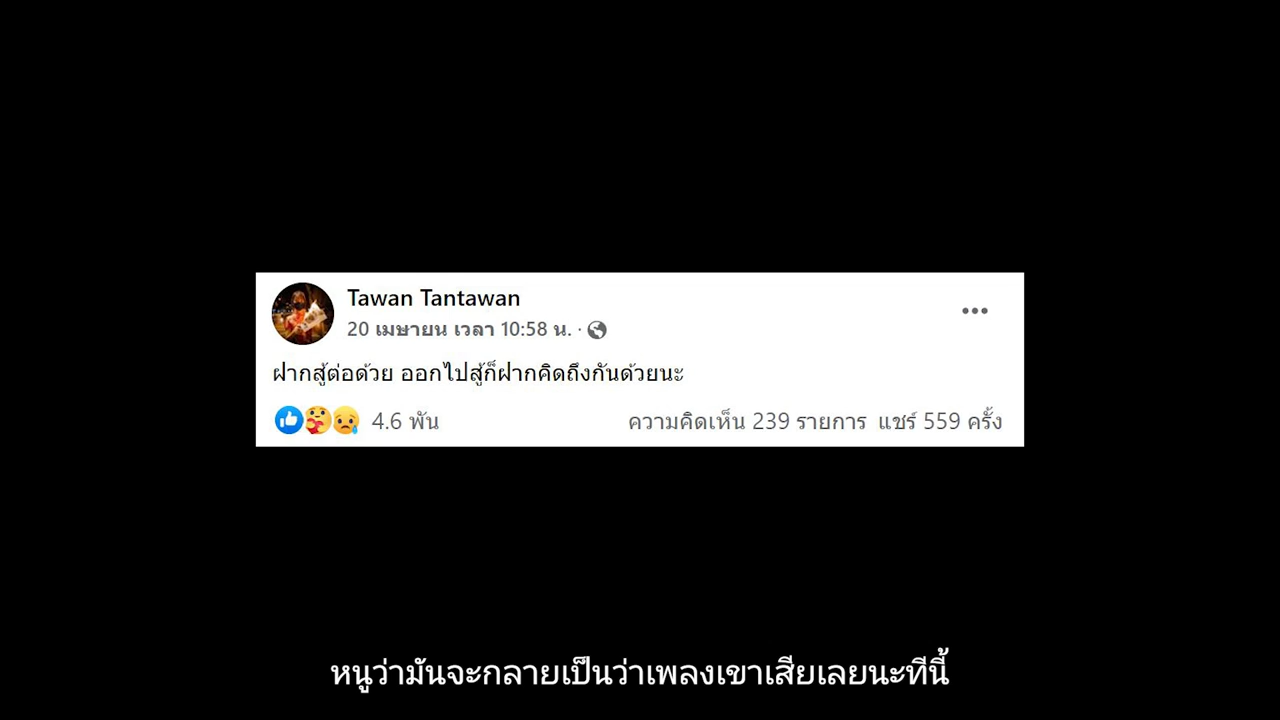 Tawan Tantawan
20 เมษายน เวลา 10:58 น. ·
ฝากสู้ต่อด้วย ออกไปสู้ก็ฝากคิดถึงกันด้วยนะ
4.6 พัน ความคิดเห็น 239 รายการ แชร์ 559 ครั้ง
หนูว่ามันจะกลายเป็นว่าเพลงเขาเสียเลยนะทีนี้